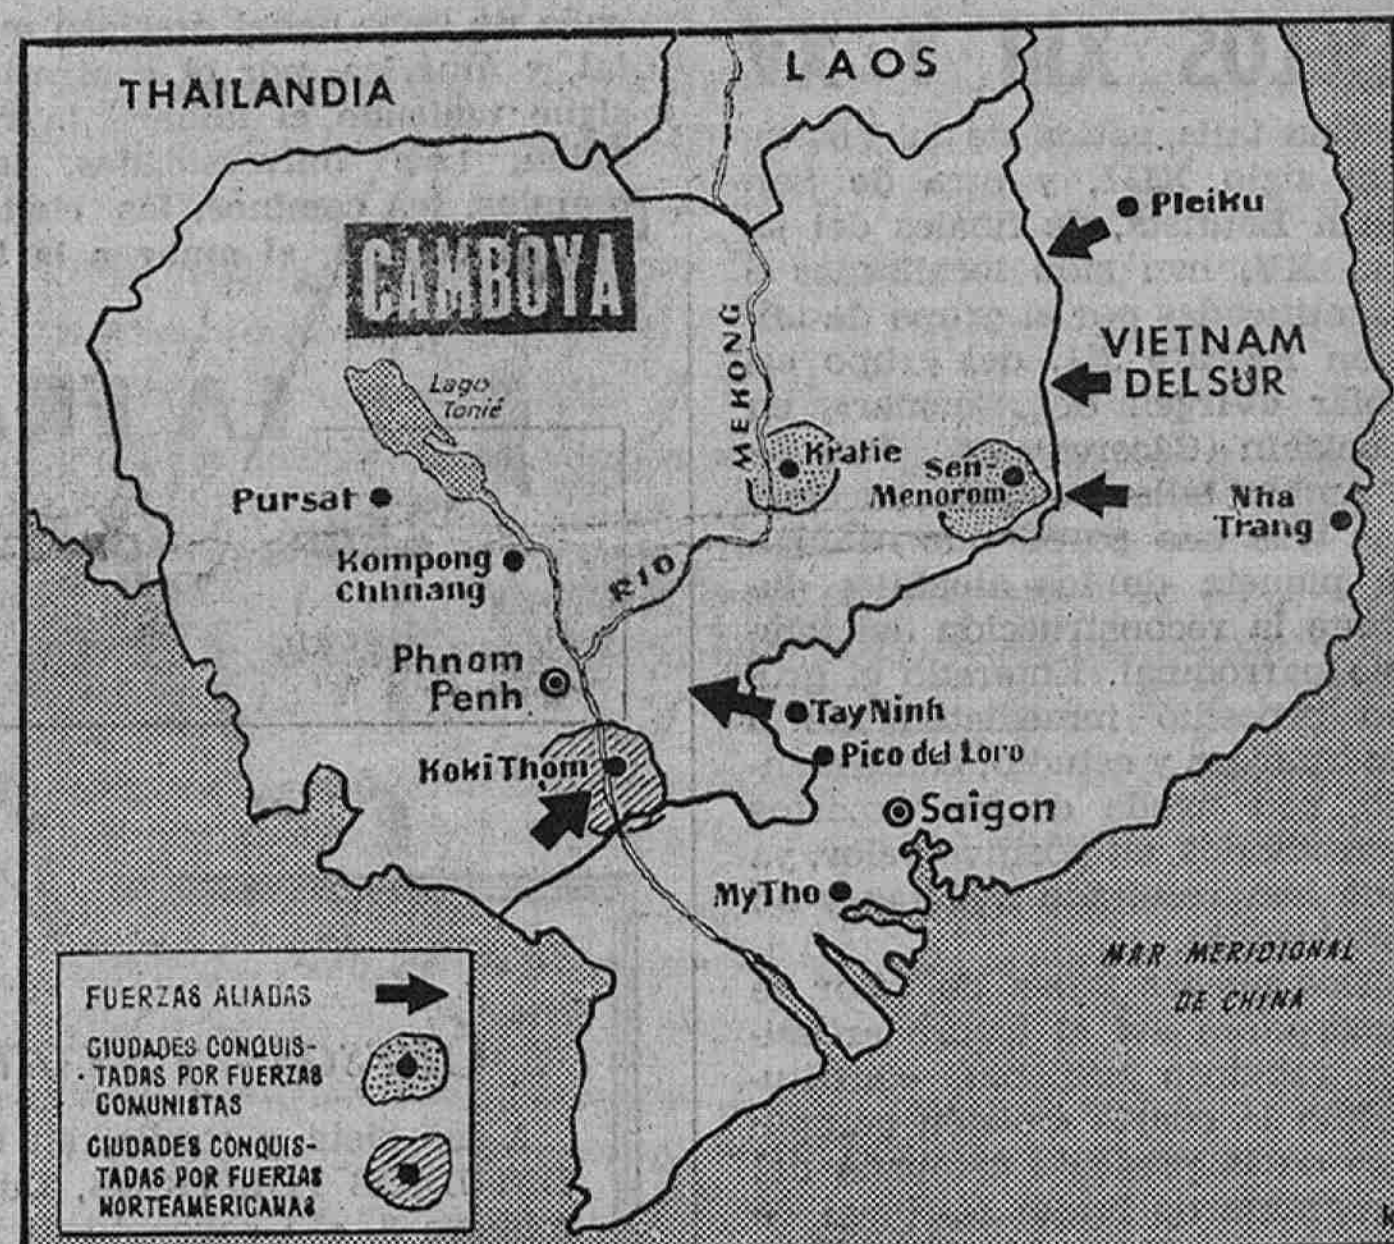 THAILANDIA
LAOS
CAMBOYA
Pleiku
MEKONG
VIETNAM
DEL SUR
Lago
Tonlé
Kratie
Sen-
Menorom
Pursat
Nha
Trang
Kompong
Chhnang
RIO
Phnom
Penh
Tay Ninh
Pico del Loro
Koki Thom
Saigon
My Tho
MAR MERIDIONAL
DE CHINA
FUERZAS ALIADAS
CIUDADES CONQUIS-
TADAS POR FUERZAS
COMUNISTAS
CIUDADES CONQUIS-
TADAS POR FUERZAS
NORTEAMERICANAS